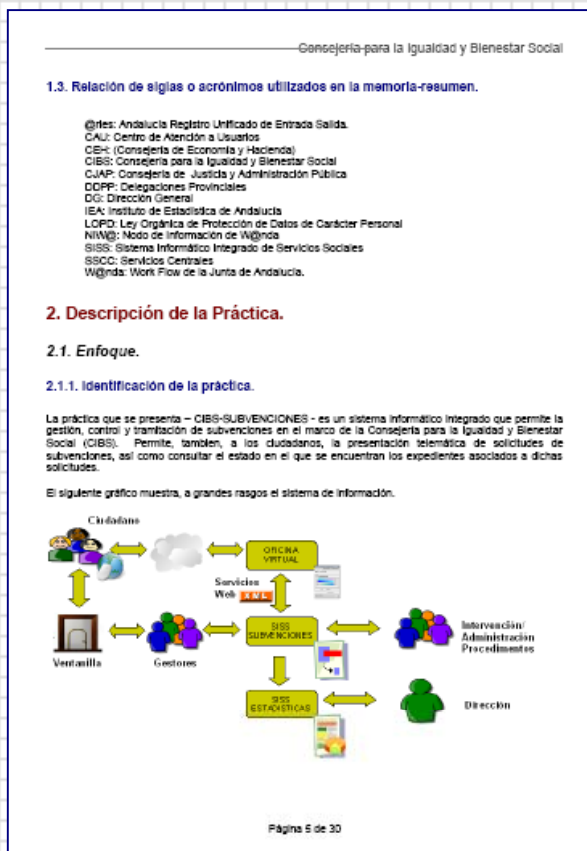 Consejería para la Igualdad y Bienestar Social
1.3. Relación de siglas o acrónimos utilizados en la memoria-resumen.
@ries: Andalucía Registro Unificado de Entrada Salida.
CAU: Centro de Atención a Usuarios
CEH: (Consejería de Economía y Hacienda)
CIBS: Consejería para la Igualdad y Bienestar Social
CJAP: Consejería de Justicia y Administración Pública
DDPP: Delegaciones Provinciales
DG: Dirección General
IEA: Instituto de Estadística de Andalucía
LOPD: Ley Orgánica de Protección de Datos de Carácter Personal
NIW@: Nodo de Información de W@nda
SISS: Sistema Informático Integrado de Servicios Sociales
SSCC: Servicios Centrales
W@nda: Work Flow de la Junta de Andalucía.
2. Descripción de la Práctica.
2.1. Enfoque.
2.1.1. Identificación de la práctica.
La práctica que se presenta – CIBS-SUBVENCIONES - es un sistema informático integrado que permite la
gestión, control y tramitación de subvenciones en el marco de la Consejería para la Igualdad y Bienestar
Social (CIBS). Permite, tambien, a los ciudadanos, la presentación telemática de solicitudes de
subvenciones, así como consultar el estado en el que se encuentran los expedientes asociados a dichas
solicitudes.
El siguiente gráfico muestra, a grandes rasgos el sistema de información.
Ciudadano
OFICINA
VIRTUAL
Servicios
Web XML
SISS
SUBVENCIONES
Intervención/
Administración
Procedimentos
Ventanilla
Gestores
SISS
ESTADISTICAS
Dirección
Página 5 de 30